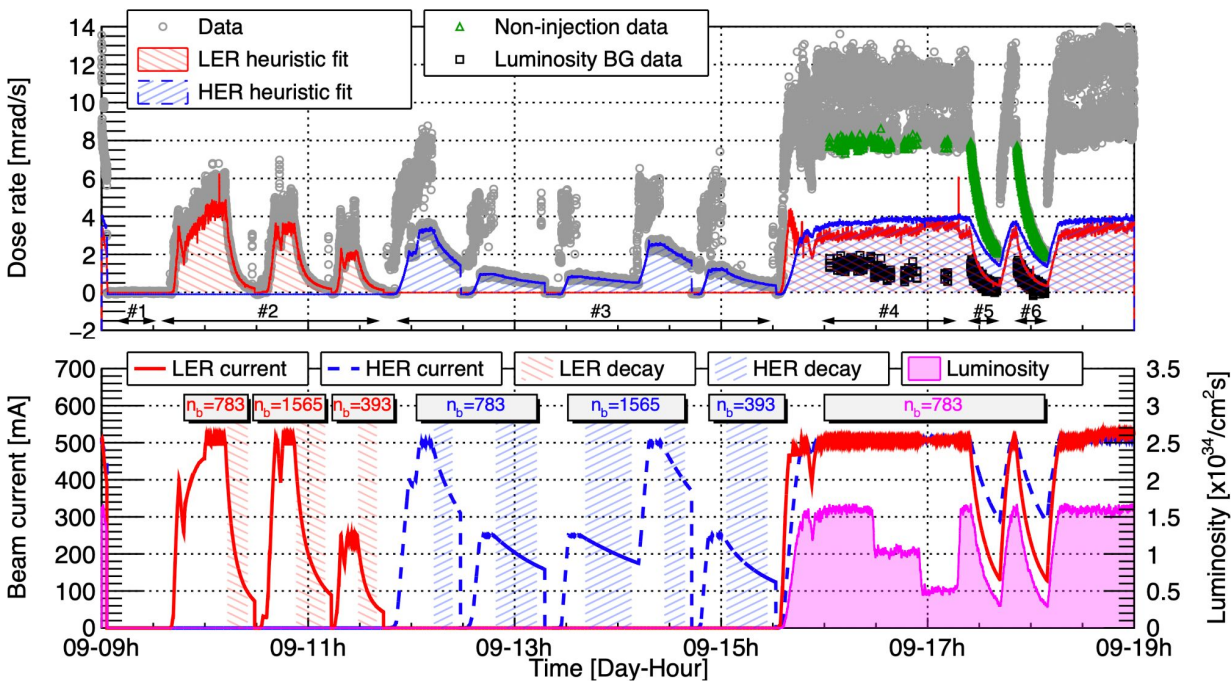 Dose rate [mrad/s]
14
12
10
8
6
4
2
0
−2
Data
LER heuristic fit
HER heuristic fit
Non-injection data
Luminosity BG data
#1 #2 #3 #4 #5 #6
Beam current [mA]
700
600
500
400
300
200
100
0
LER current HER current LER decay HER decay Luminosity
n_b=783 n_b=1565 n_b=393 n_b=783 n_b=1565 n_b=393 n_b=783
3.5
3
2.5
2
1.5
1
0.5
0
Luminosity [x10^34/cm²s]
09-09h 09-11h 09-13h 09-15h 09-17h 09-19h
Time [Day-Hour]